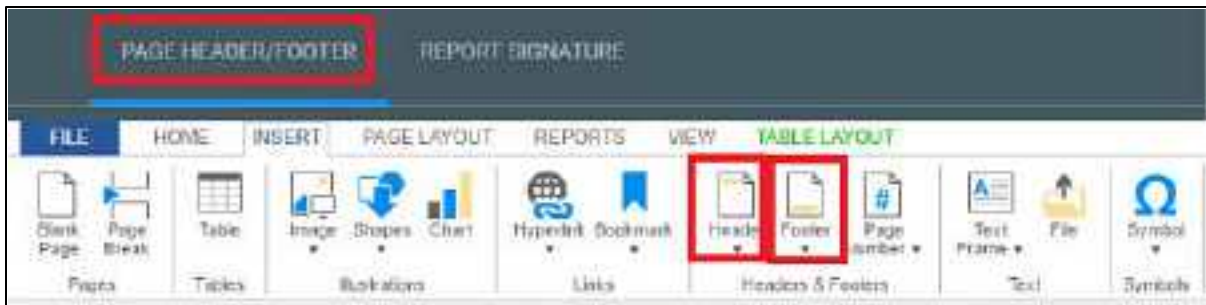 PAGE HEADER/FOOTER REPORT SIGNATURE
FILE HOME INSERT PAGE LAYOUT REPORTS VIEW TABLE LAYOUT
Blank Page Page Break Table Image Shapes Chart Hyperlink Bookmark Header Footer Page Number Text Frame File Symbol
Pages Tables Illustrations Links Headers & Footers Text Symbols